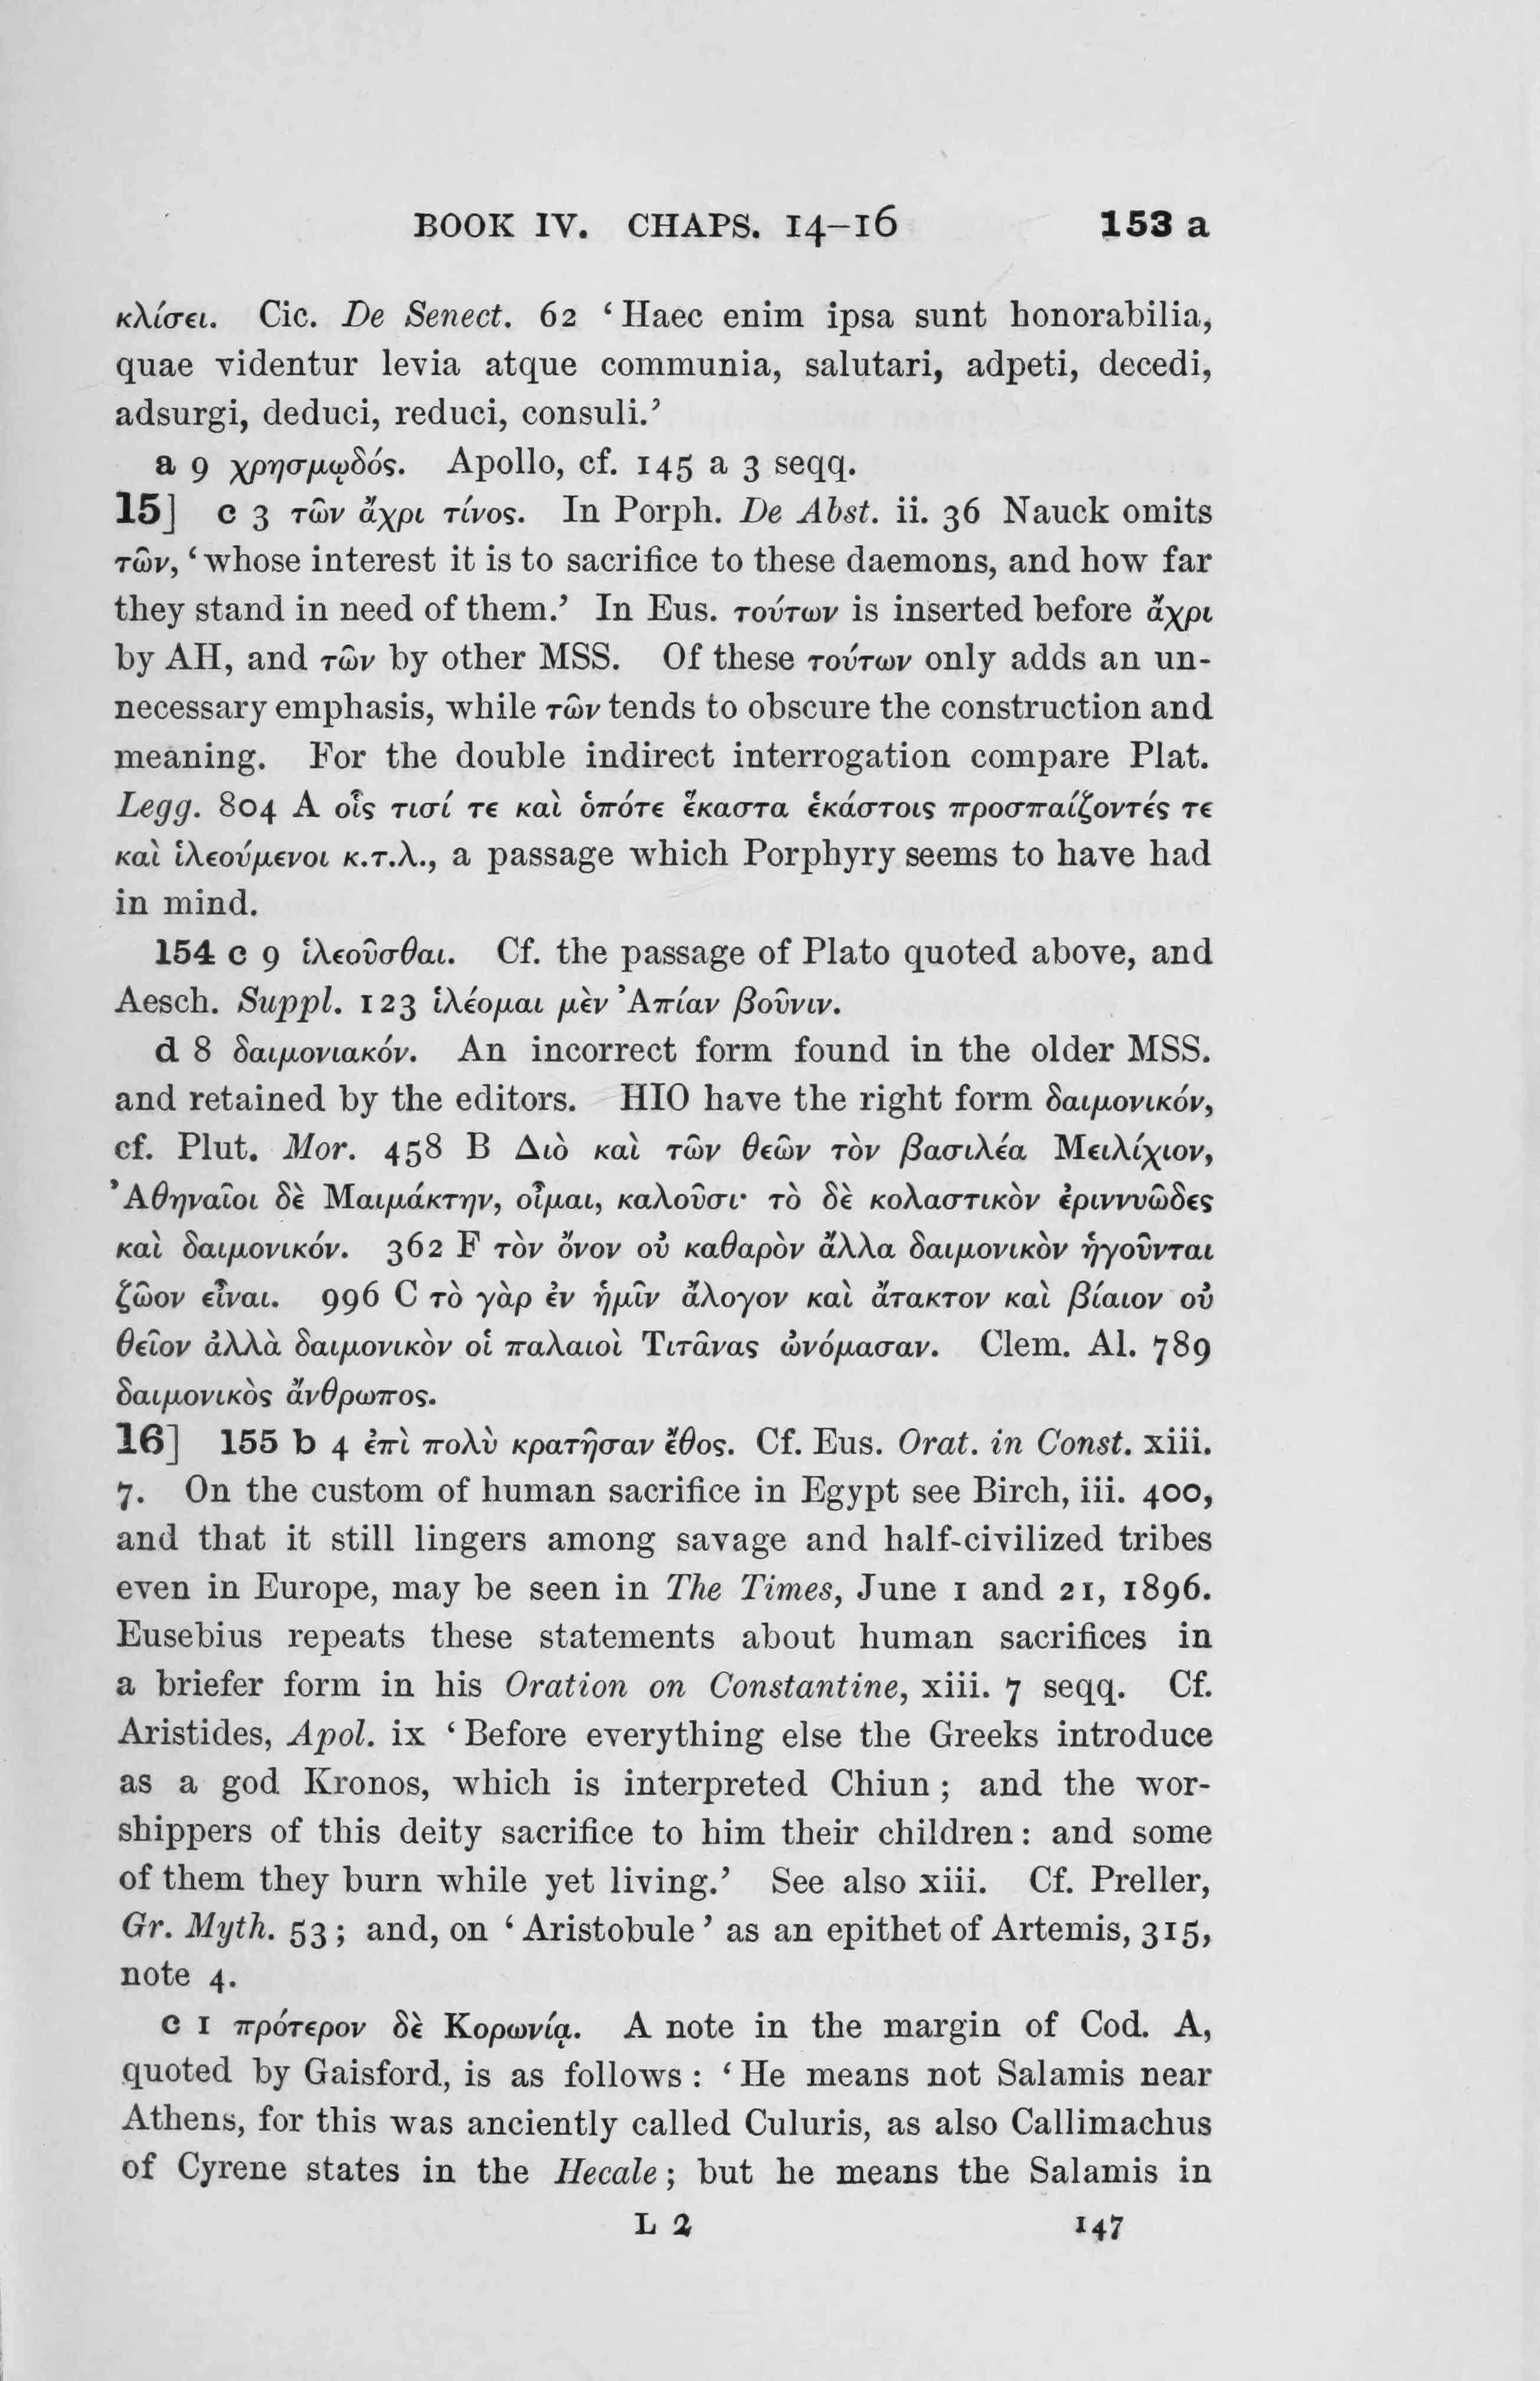 BOOK IV. CHAPS. 14–16 153 a
κλίσει. Cic. De Senect. 62 ‘Haec enim ipsa sunt honorabilia,
quae videntur levia atque communia, salutari, adpeti, decedi,
adsurgi, deduci, reduci, consuli.’
a 9 χρησμῳδός. Apollo, cf. 145 a 3 seqq.
15] c 3 τῶν ἄχρι τίνος. In Porph. De Abst. ii. 36 Nauck omits
τῶν, ‘whose interest it is to sacrifice to these daemons, and how far
they stand in need of them.’ In Eus. τούτων is inserted before ἄχρι
by AH, and τῶν by other MSS. Of these τούτων only adds an un-
necessary emphasis, while τῶν tends to obscure the construction and
meaning. For the double indirect interrogation compare Plat.
Legg. 804 A οἷς τισί τε καὶ ὁπότε ἕκαστα ἑκάστοις προσπαίζοντές τε
καὶ ἱλεούμενοι κ.τ.λ., a passage which Porphyry seems to have had
in mind.
154 c 9 ἱλεοῦσθαι. Cf. the passage of Plato quoted above, and
Aesch. Suppl. 123 ἱλέομαι μὲν Ἀπίαν βοῦνιν.
d 8 δαιμονιακόν. An incorrect form found in the older MSS.
and retained by the editors. HIO have the right form δαιμονικόν,
cf. Plut. Mor. 458 B Διὸ καὶ τῶν θεῶν τὸν βασιλέα Μειλίχιον,
Ἀθηναῖοι δὲ Μαιμάκτην, οἶμαι, καλοῦσι· τὸ δὲ κολαστικὸν ἐριννυῶδες
καὶ δαιμονικόν. 362 F τὸν ὄνον οὐ καθαρὸν ἄλλα δαιμονικὸν ἡγοῦνται
ζῶον εἶναι. 996 C τὸ γὰρ ἐν ἡμῖν ἄλογον καὶ ἄτακτον καὶ βίαιον οὐ
θεῖον ἀλλὰ δαιμονικὸν οἱ παλαιοὶ Τιτᾶνας ὠνόμασαν. Clem. Al. 789
δαιμονικὸς ἄνθρωπος.
16] 155 b 4 ἐπὶ πολὺ κρατῆσαν ἔθος. Cf. Eus. Orat. in Const. xiii.
7. On the custom of human sacrifice in Egypt see Birch, iii. 400,
and that it still lingers among savage and half-civilized tribes
even in Europe, may be seen in The Times, June 1 and 21, 1896.
Eusebius repeats these statements about human sacrifices in
a briefer form in his Oration on Constantine, xiii. 7 seqq. Cf.
Aristides, Apol. ix ‘Before everything else the Greeks introduce
as a god Kronos, which is interpreted Chiun; and the wor-
shippers of this deity sacrifice to him their children: and some
of them they burn while yet living.’ See also xiii. Cf. Preller,
Gr. Myth. 53; and, on ‘Aristobule’ as an epithet of Artemis, 315,
note 4.
c 1 πρότερον δὲ Κορωνίᾳ. A note in the margin of Cod. A,
quoted by Gaisford, is as follows: ‘He means not Salamis near
Athens, for this was anciently called Culuris, as also Callimachus
of Cyrene states in the Hecale; but he means the Salamis in
L 2 147